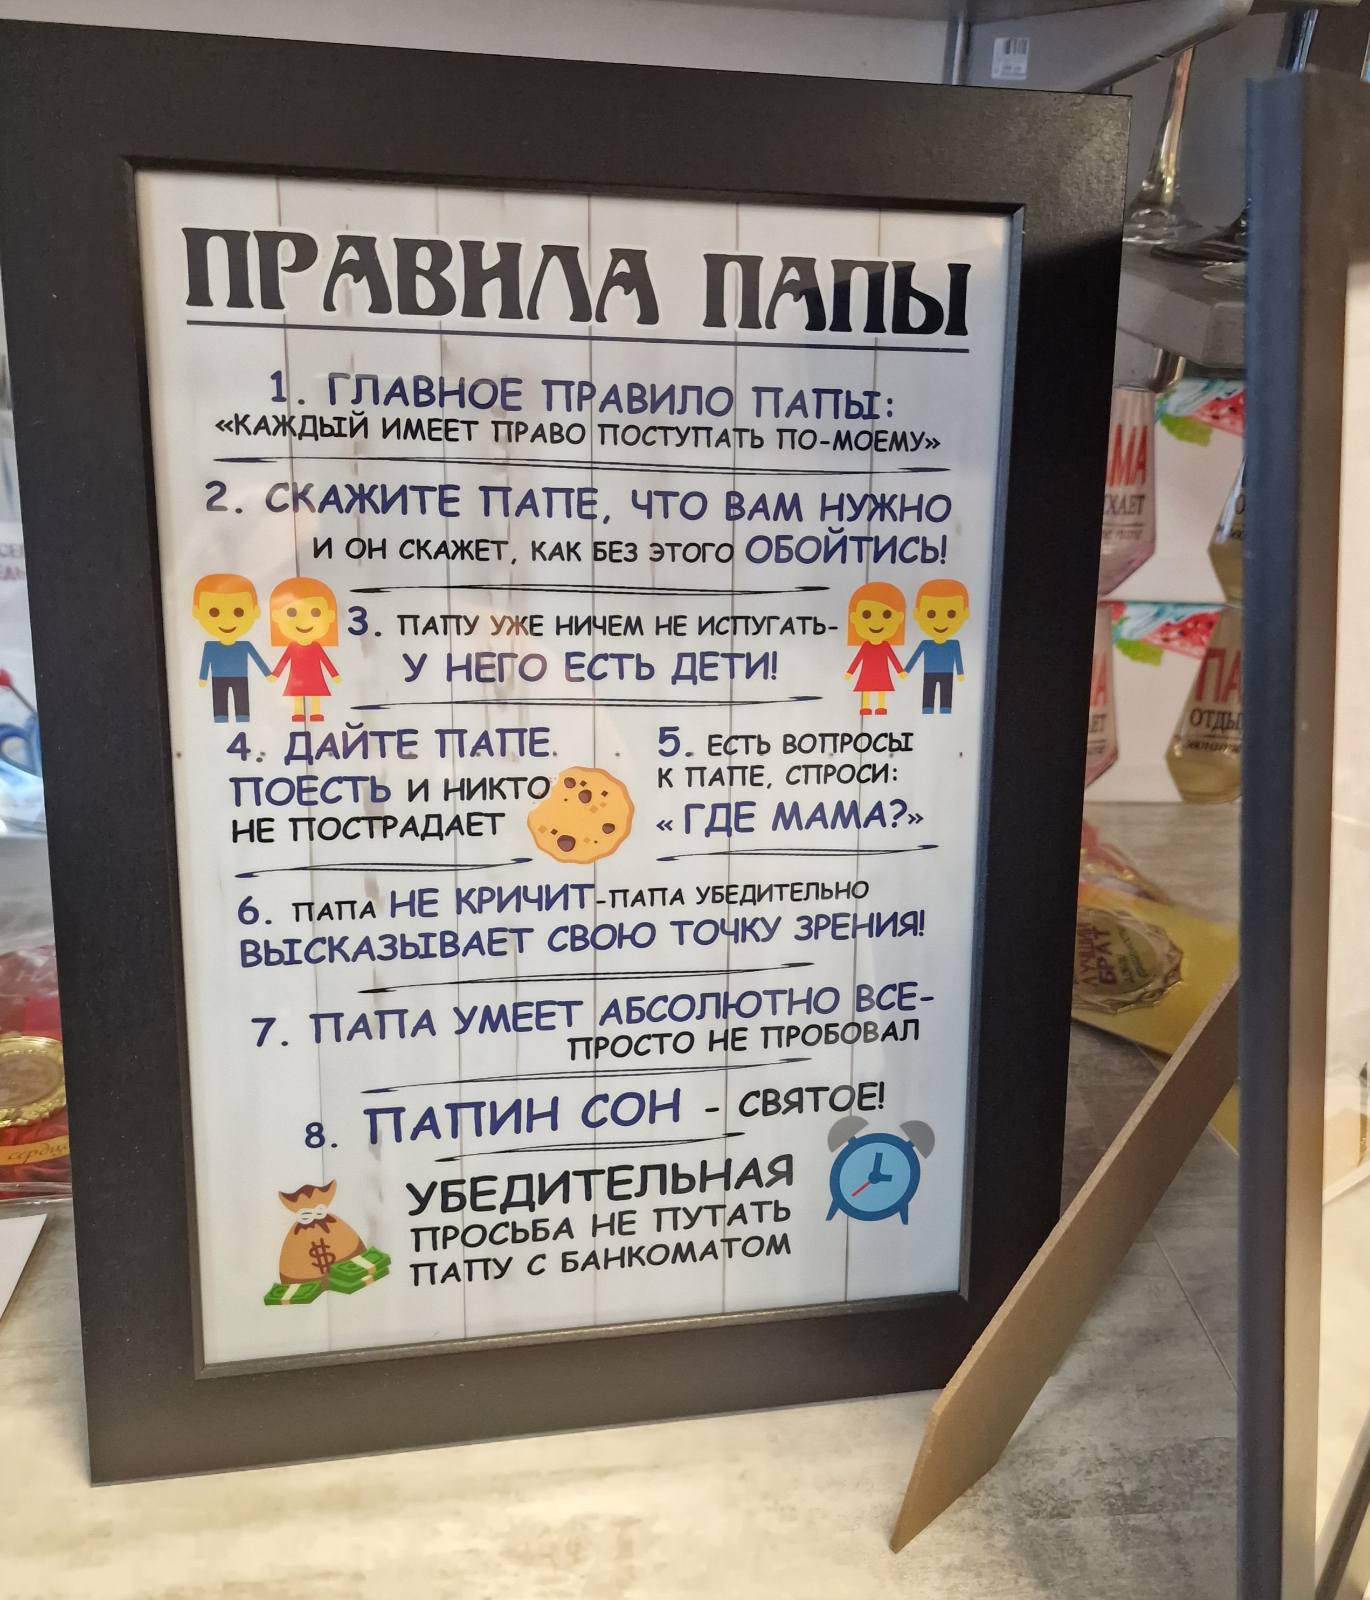 ПРАВИЛА ПАПЫ
1. ГЛАВНОЕ ПРАВИЛО ПАПЫ:
«КАЖДЫЙ ИМЕЕТ ПРАВО ПОСТУПАТЬ ПО-МОЕМУ»
2. СКАЖИТЕ ПАПЕ, ЧТО ВАМ НУЖНО
И ОН СКАЖЕТ, КАК БЕЗ ЭТОГО ОБОЙТИСЬ!
3. ПАПУ УЖЕ НИЧЕМ НЕ ИСПУГАТЬ-
У НЕГО ЕСТЬ ДЕТИ!
4. ДАЙТЕ ПАПЕ
ПОЕСТЬ И НИКТО
НЕ ПОСТРАДАЕТ
5. ЕСТЬ ВОПРОСЫ
К ПАПЕ, СПРОСИ:
« ГДЕ МАМА?»
6. ПАПА НЕ КРИЧИТ-ПАПА УБЕДИТЕЛЬНО
ВЫСКАЗЫВАЕТ СВОЮ ТОЧКУ ЗРЕНИЯ!
7. ПАПА УМЕЕТ АБСОЛЮТНО ВСЕ-
ПРОСТО НЕ ПРОБОВАЛ
8. ПАПИН СОН - СВЯТОЕ!
УБЕДИТЕЛЬНАЯ
ПРОСЬБА НЕ ПУТАТЬ
ПАПУ С БАНКОМАТОМ
$
БРАТ